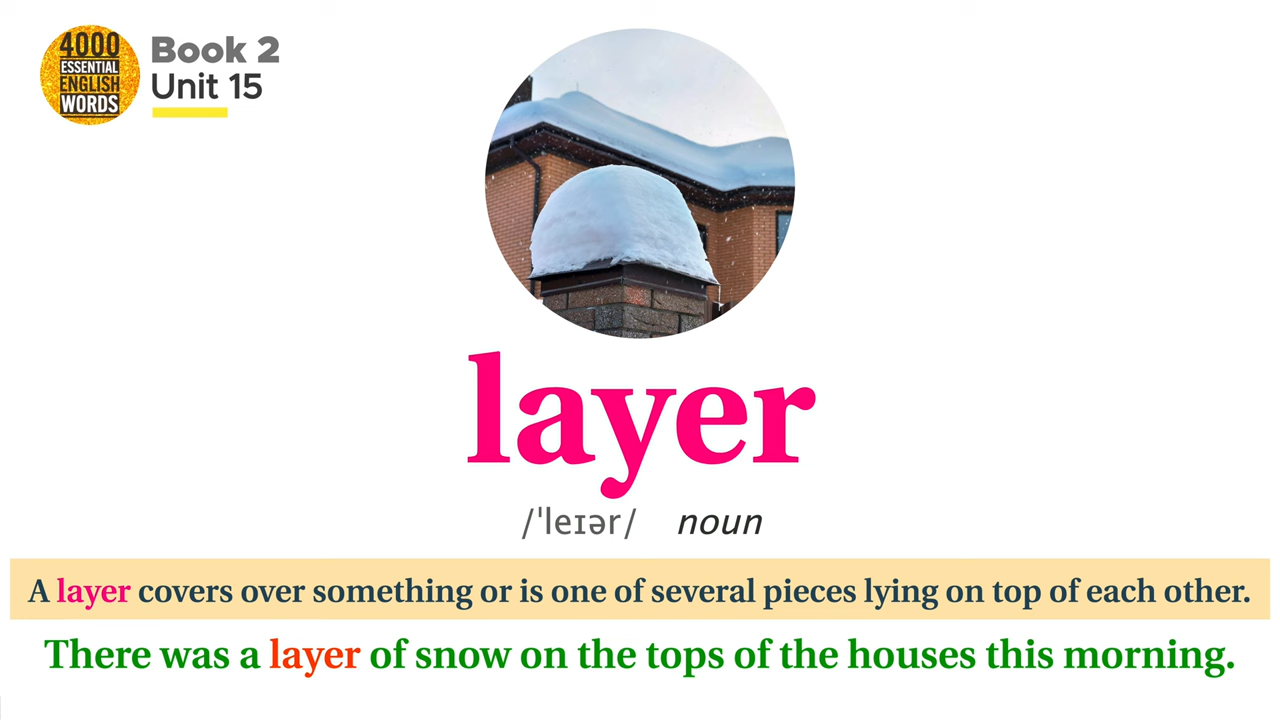 4000
ESSENTIAL
ENGLISH
WORDS
Book 2
Unit 15
layer
/ˈleɪər/ noun
A layer covers over something or is one of several pieces lying on top of each other.
There was a layer of snow on the tops of the houses this morning.